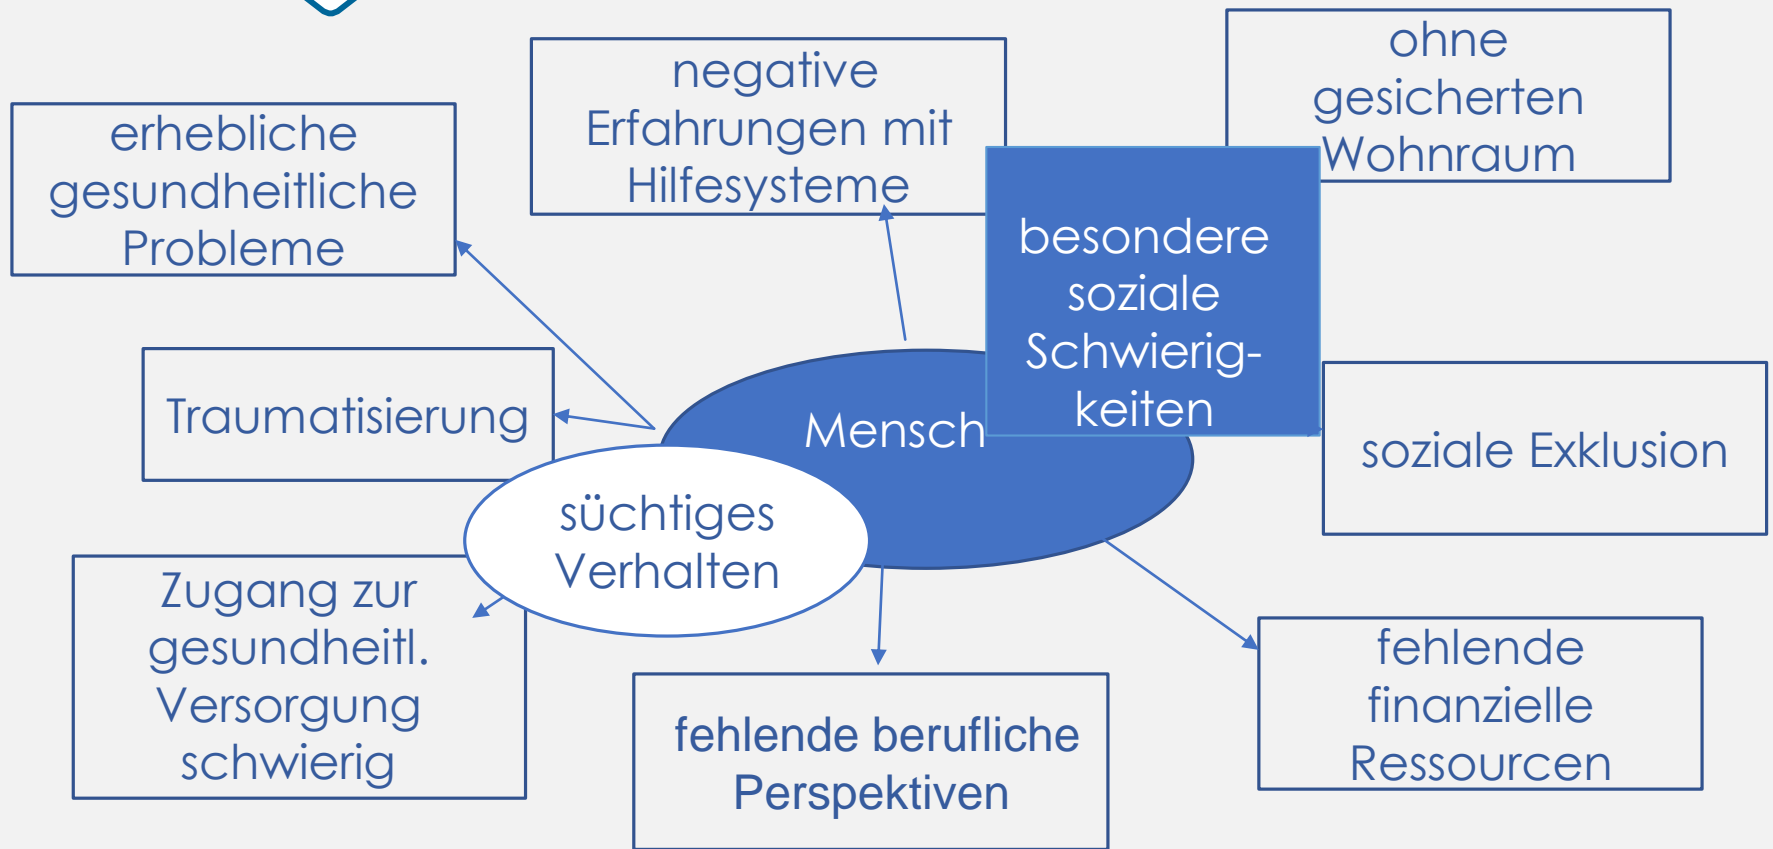 ohne
gesicherten
Wohnraum
negative
Erfahrungen mit
Hilfesysteme
erhebliche
gesundheitliche
Probleme
besondere
soziale
Schwierig-
keiten
Traumatisierung
Mensch
soziale Exklusion
süchtiges
Verhalten
Zugang zur
gesundheitl.
Versorgung
schwierig
fehlende berufliche
Perspektiven
fehlende
finanzielle
Ressourcen